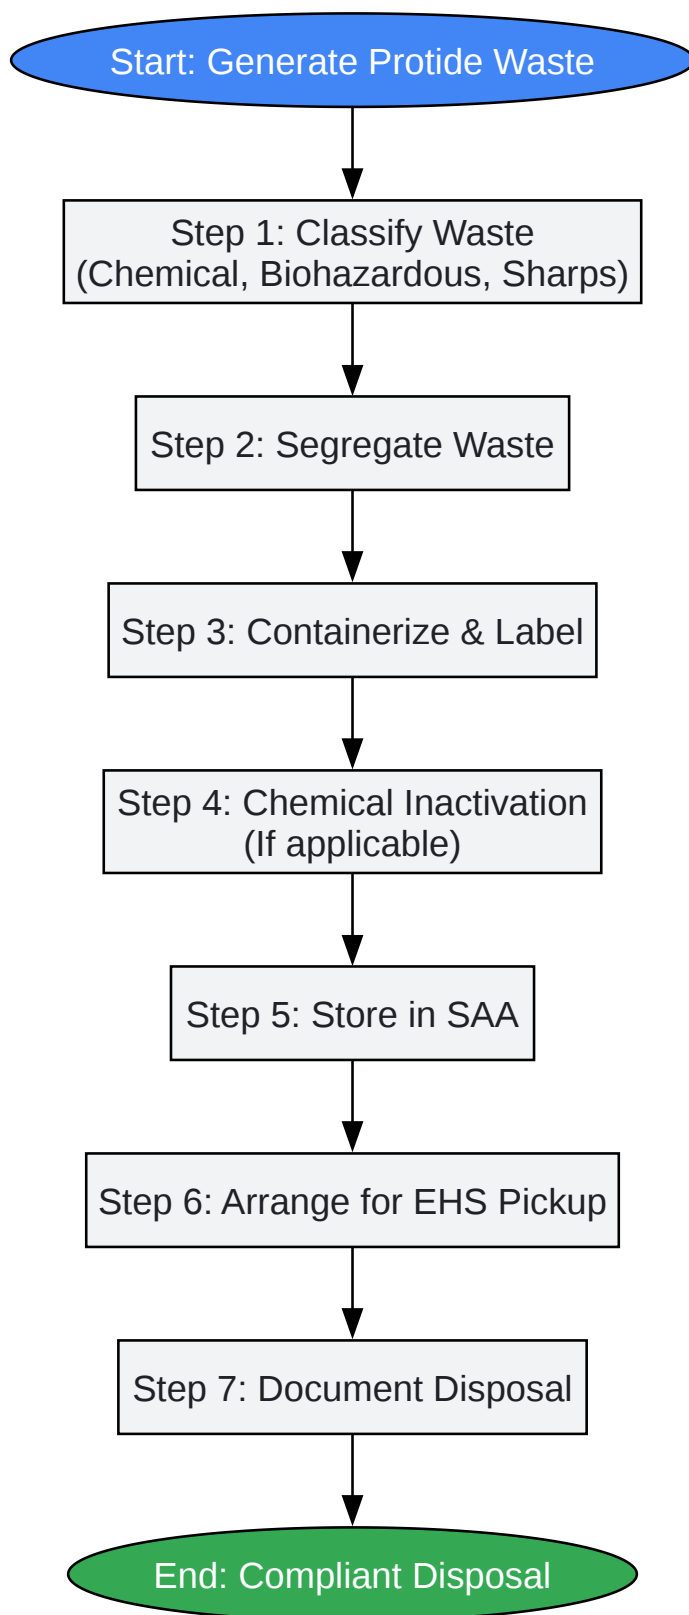 Start: Generate Protide Waste
Step 1: Classify Waste
(Chemical, Biohazardous, Sharps)
Step 2: Segregate Waste
Step 3: Containerize & Label
Step 4: Chemical Inactivation
(If applicable)
Step 5: Store in SAA
Step 6: Arrange for EHS Pickup
Step 7: Document Disposal
End: Compliant Disposal